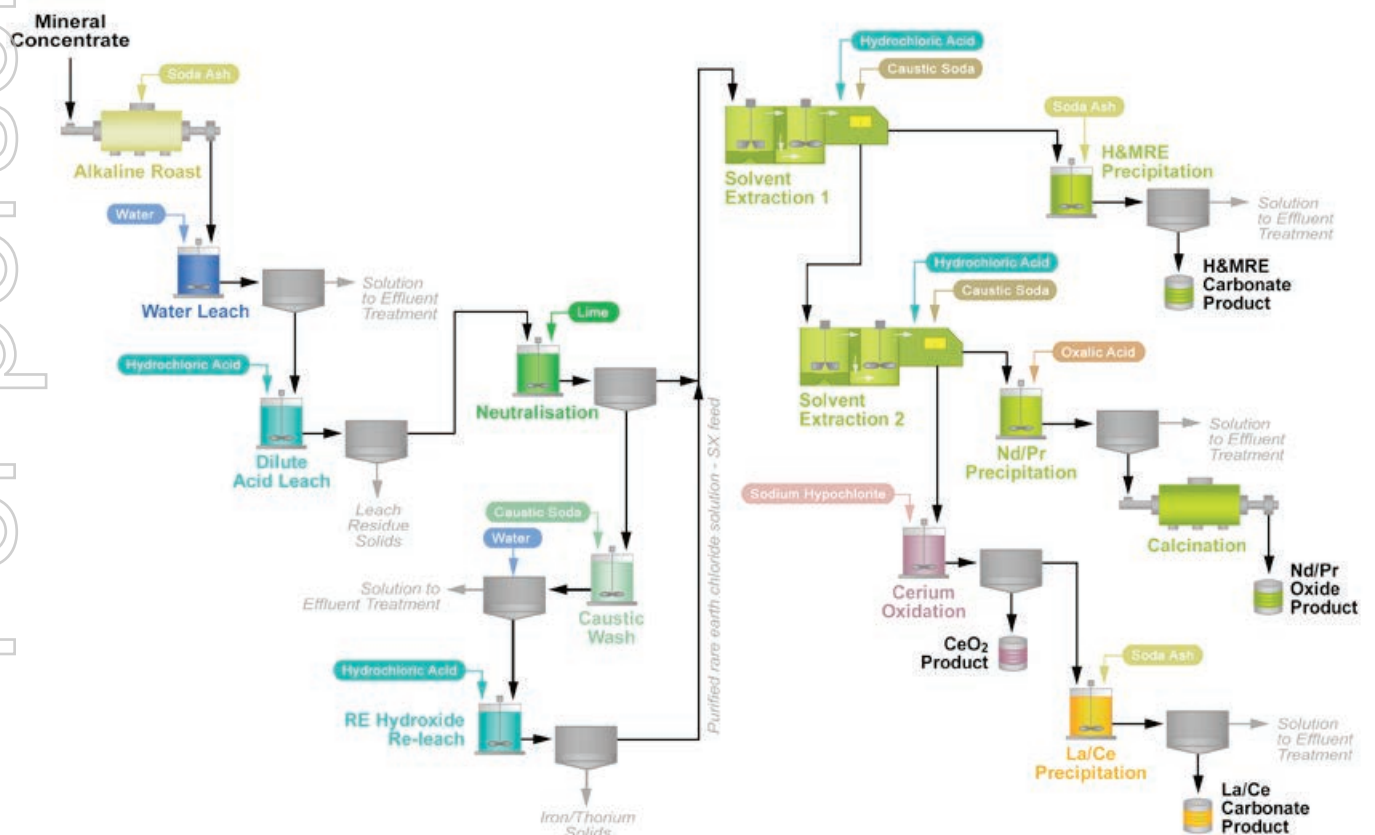 Mineral
Concentrate
Soda Ash
Alkaline Roast
Water
Water Leach
Solution
to Effluent
Treatment
Hydrochloric Acid
Dilute
Acid Leach
Leach
Residue
Solids
Lime
Neutralisation
Caustic Soda
Water
Solution to
Effluent Treatment
Caustic
Wash
Hydrochloric Acid
RE Hydroxide
Re-leach
Iron/Thorium
Solids
Purified rare earth chloride solution - SX feed
Hydrochloric Acid
Caustic Soda
Solvent
Extraction 1
Soda Ash
H&MRE
Precipitation
Solution
to Effluent
Treatment
H&MRE
Carbonate
Product
Hydrochloric Acid
Caustic Soda
Solvent
Extraction 2
Oxalic Acid
Nd/Pr
Precipitation
Solution
to Effluent
Treatment
Calcination
Nd/Pr
Oxide
Product
Sodium Hypochlorite
Cerium
Oxidation
CeO₂
Product
Soda Ash
La/Ce
Precipitation
Solution
to Effluent
Treatment
La/Ce
Carbonate
Product